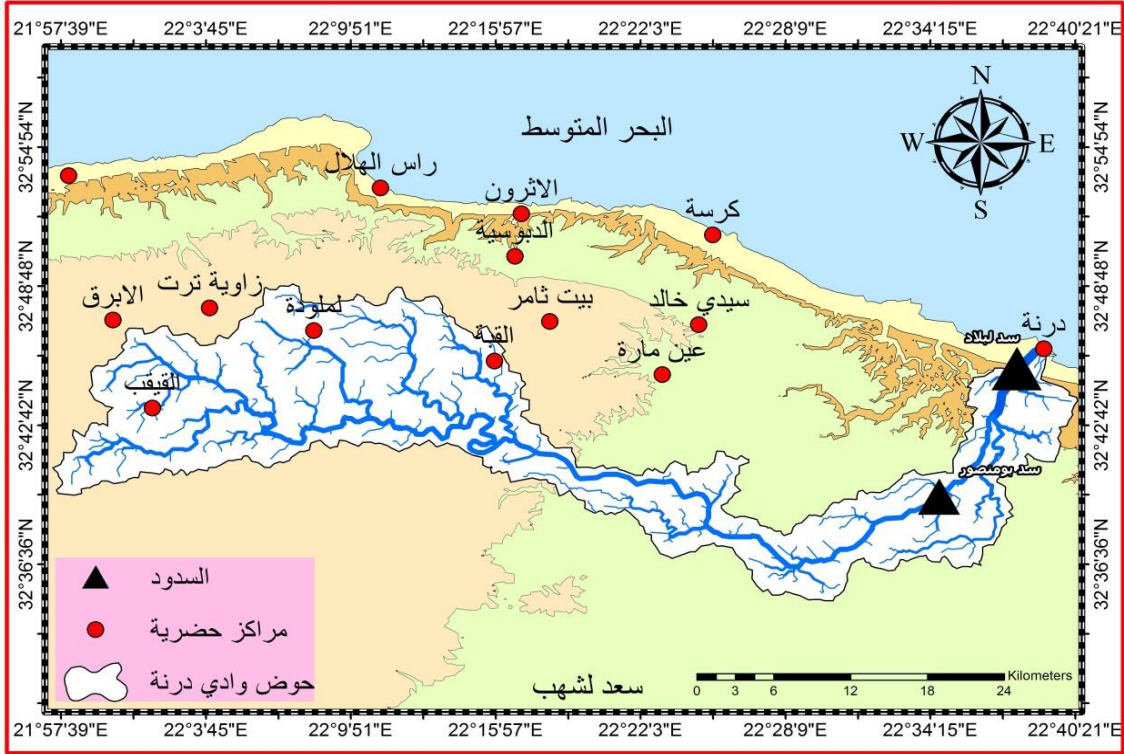 21°57'39"E 22°3'45"E 22°9'51"E 22°15'57"E 22°22'3"E 22°28'9"E 22°34'15"E 22°40'21"E
N
W E
S
32°54'54"N
32°54'54"N
البحر المتوسط
راس الهلال
الاثرون
كرسة
الدبوسية
32°48'48"N
32°48'48"N
زاوية ترت
الابرق
لملودة
بيت ثامر
سيدي خالد
درنة
سد لبلاد
القبة
عين مارة
القيقب
32°42'42"N
32°42'42"N
سد بومنصور
32°36'36"N
32°36'36"N
السدود
مراكز حضرية
حوض وادي درنة
سعد لشهب
Kilometers
0 3 6 12 18 24
21°57'39"E 22°3'45"E 22°9'51"E 22°15'57"E 22°22'3"E 22°28'9"E 22°34'15"E 22°40'21"E